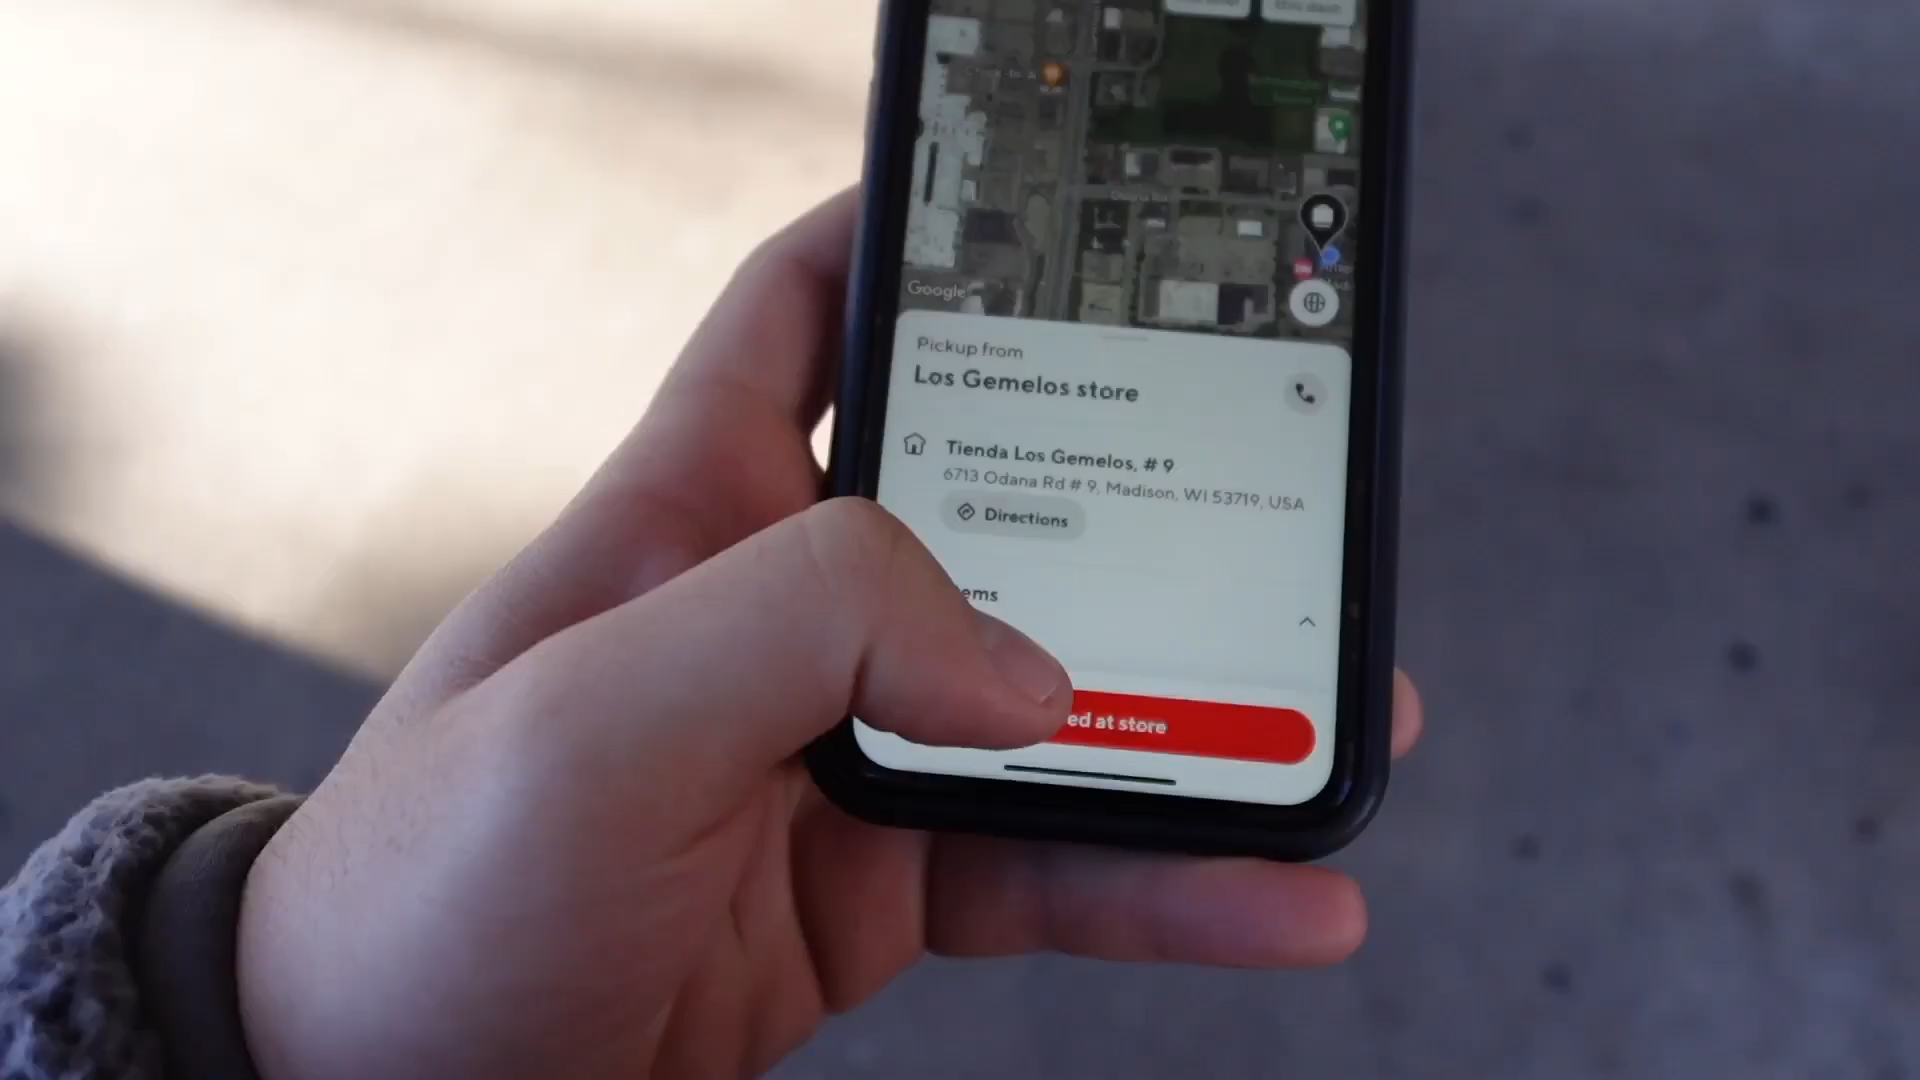 Google
Pickup from
Los Gemelos store
Tienda Los Gemelos, # 9
6713 Odana Rd # 9, Madison, WI 53719, USA
Directions
ems
ed at store